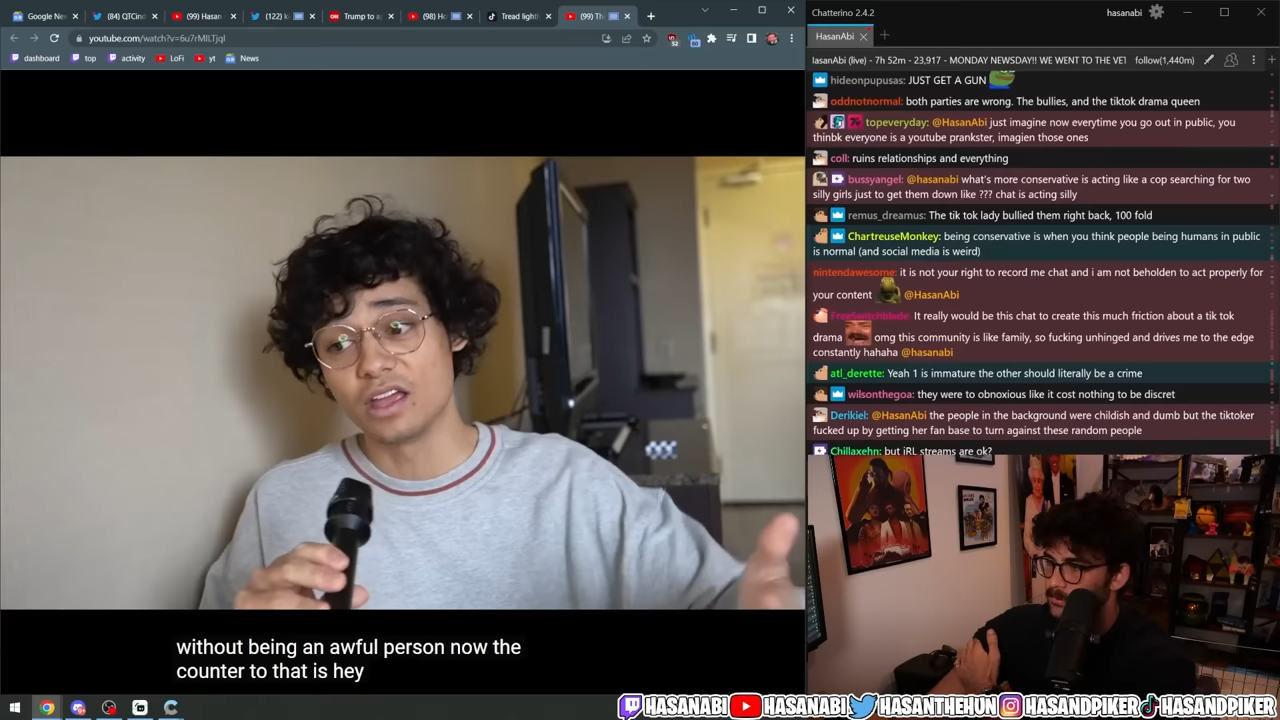 Google Nev
(84) QTCind
(99) Hasan
(122) k
Trump to a
(98) Ho
Tread lightl
(99) Th
youtube.com/watch?v=6u7rMILTjqI
52
80
dashboard
top
activity
LoFi
yt
News
without being an awful person now the
counter to that is hey
Chatterino 2.4.2
hasanabi
HasanAbi
lasanAbi (live) - 7h 52m - 23,917 - MONDAY NEWSDAY!! WE WENT TO THE VE
follow(1,440m)
hideonpupusas: JUST GET A GUN
oddnotnormal: both parties are wrong. The bullies, and the tiktok drama queen
topeveryday: @HasanAbi just imagine now everytime you go out in public, you
thinbk everyone is a youtube prankster, imagien those ones
coll: ruins relationships and everything
bussyangel: @hasanabi what's more conservative is acting like a cop searching for two
silly girls just to get them down like ??? chat is acting silly
remus_dreamus: The tik tok lady bullied them right back, 100 fold
ChartreuseMonkey: being conservative is when you think people being humans in public
is normal (and social media is weird)
nintendawesome: it is not your right to record me chat and i am not beholden to act properly for
your content @HasanAbi
FreeSwitchblade: It really would be this chat to create this much friction about a tik tok
drama omg this community is like family, so fucking unhinged and drives me to the edge
constantly hahaha @hasanabi
atl_derette: Yeah 1 is immature the other should literally be a crime
wilsonthegoa: they were to obnoxious like it cost nothing to be discret
Derikiel: @HasanAbi the people in the background were childish and dumb but the tiktoker
fucked up by getting her fan base to turn against these random people
Chillaxehn: but iRL streams are ok?
HASANABI HASANABI HASANTHEHUN HASANDPIKER HASANDPIKER